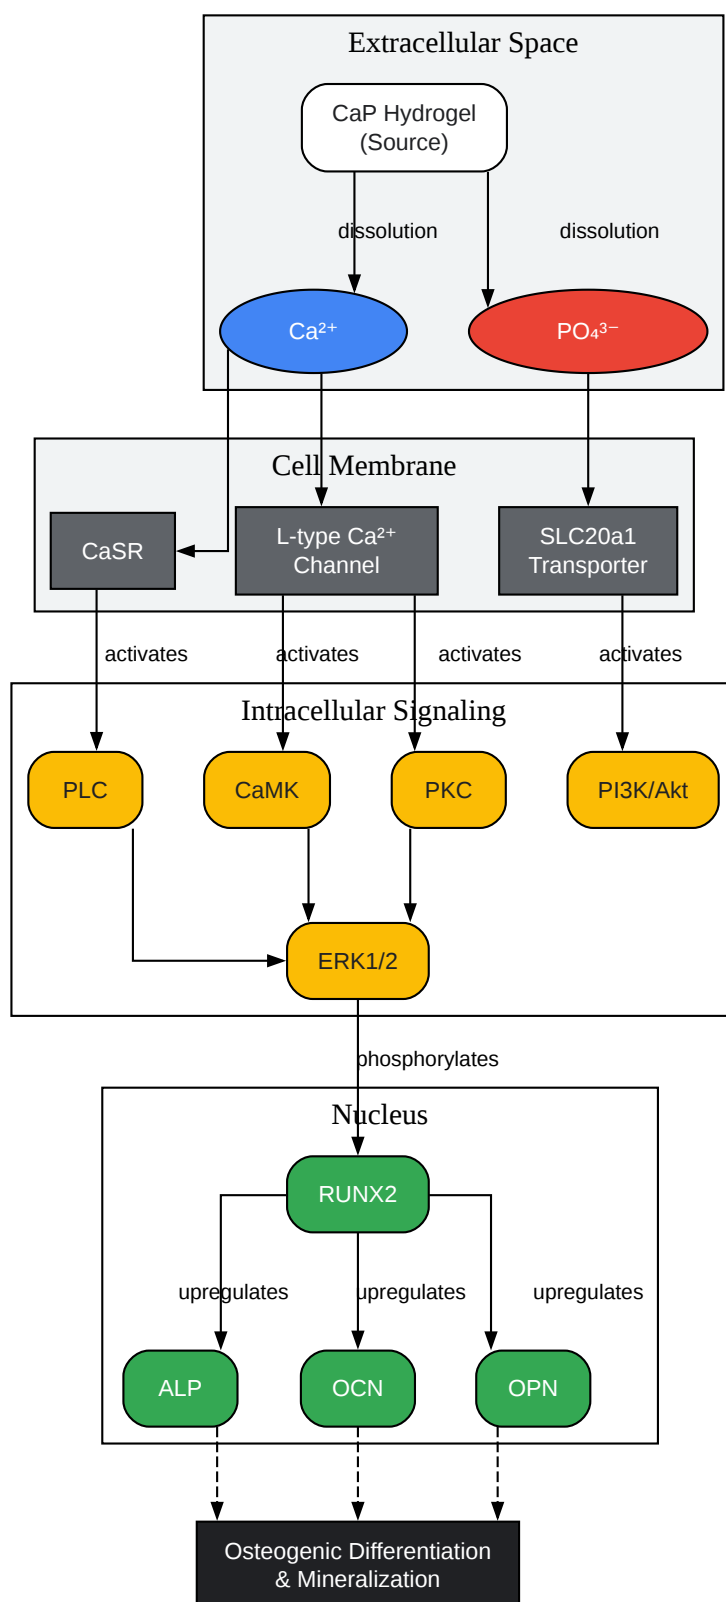 Extracellular Space
CaP Hydrogel
(Source)
dissolution
dissolution
Ca²⁺
PO₄³⁻
Cell Membrane
CaSR
L-type Ca²⁺
Channel
SLC20a1
Transporter
activates
activates
activates
activates
Intracellular Signaling
PLC
CaMK
PKC
PI3K/Akt
ERK1/2
phosphorylates
Nucleus
RUNX2
upregulates
upregulates
upregulates
ALP
OCN
OPN
Osteogenic Differentiation
& Mineralization